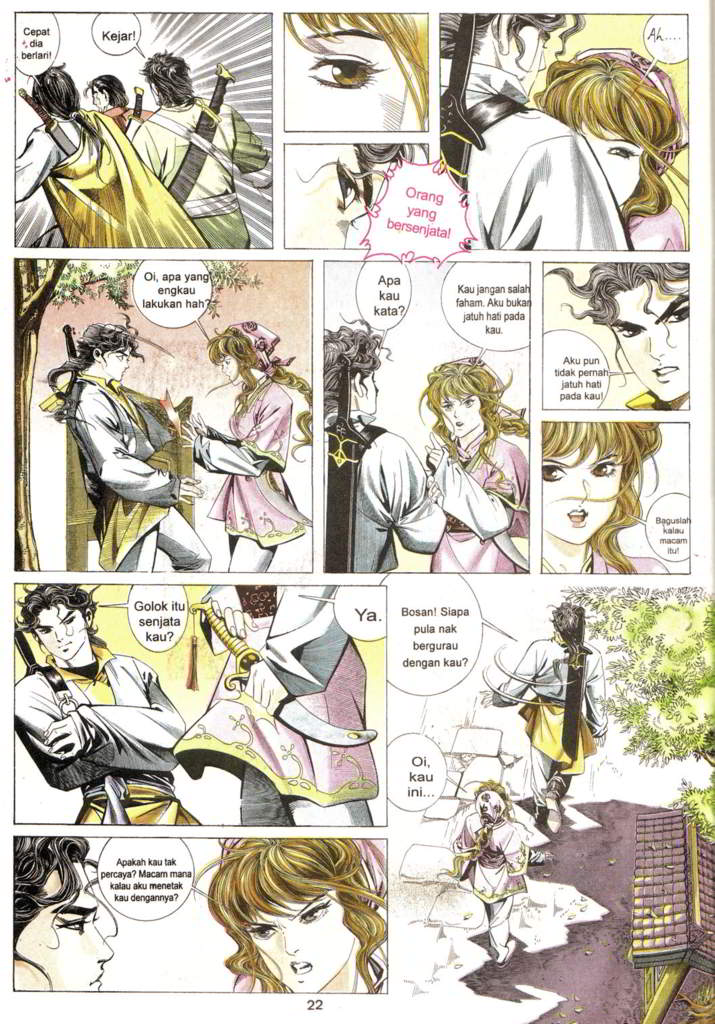 Cepat
dia
berlari!
Kejar!
Orang
yang
bersenjata!
Ah....
Oi, apa yang
engkau
lakukan hah?
Apa
kau
kata?
Kau jangan salah
faham. Aku bukan
jatuh hati pada
kau.
Aku pun
tidak pernah
jatuh hati
pada kau!
Baguslah
kalau macam
itu!
Golok itu
senjata
kau?
Ya.
Bosan! Siapa
pula nak
bergurau
dengan kau?
Oi,
kau
ini...
Apakah kau tak
percaya? Macam mana
kalau aku menetak
kau dengannya?
22